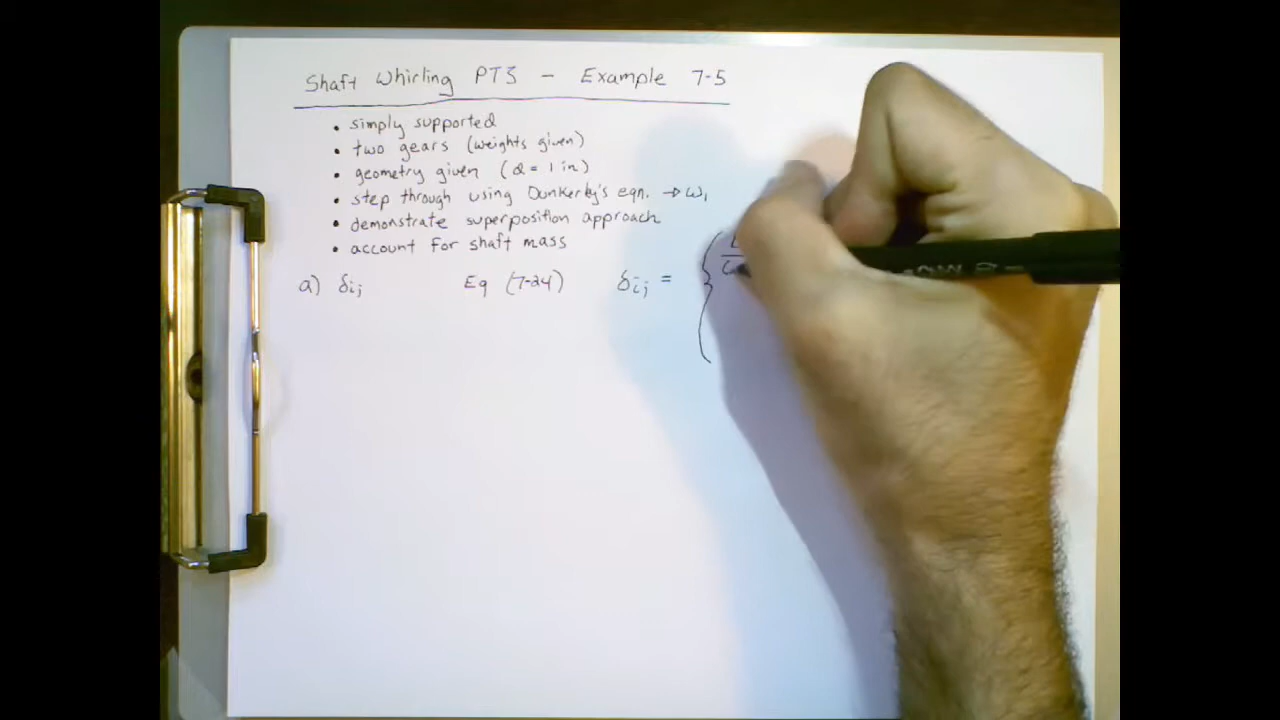 Shaft Whirling PT3 - Example 7-5
• simply supported
• two gears (weights given)
• geometry given (d = 1 in)
• step through using Dunkerley's eqn. → ω₁
• demonstrate superposition approach
• account for shaft mass
a) δij Eq (7-24) δij = {